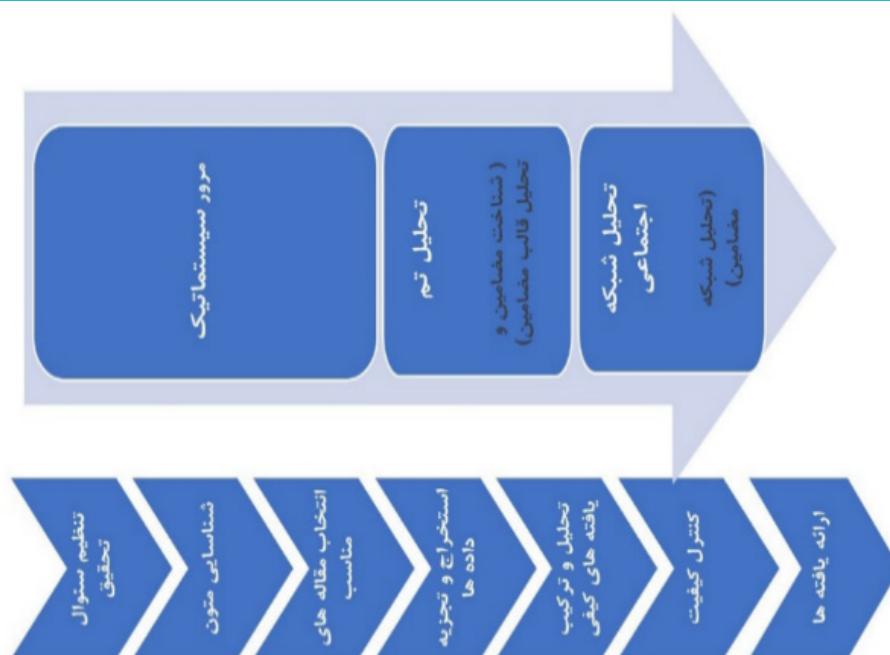 مرور سیستماتیک
تحلیل تم
( شناخت مضامین و
تحلیل قالب مضامین)
تحلیل شبکه
اجتماعی
(تحلیل شبکه
مضامین)
تنظیم سئوال
تحقیق
شناسایی متون
انتخاب مقاله های
مناسب
استخراج و تجزیه
داده ها
تحلیل و ترکیب
یافته های کیفی
کنترل کیفیت
ارائه یافته ها